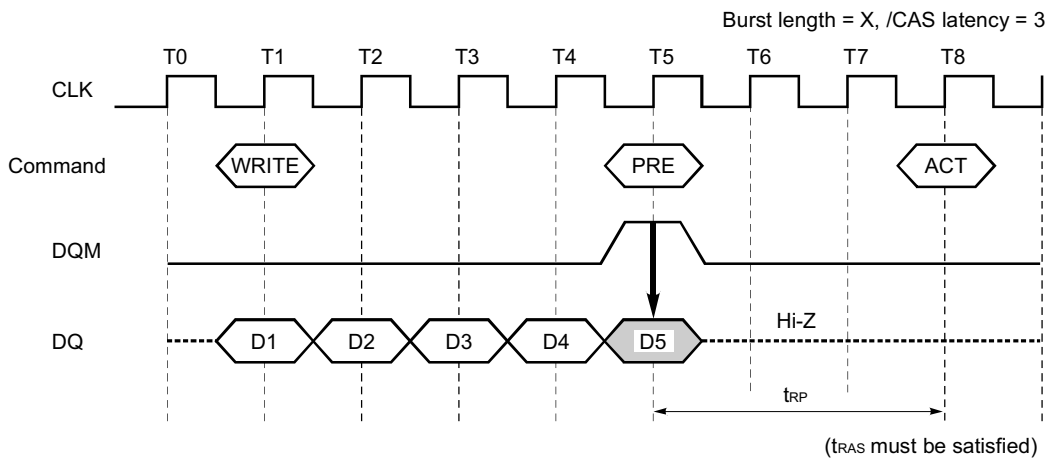 Burst length = X, /CAS latency = 3
T0 T1 T2 T3 T4 T5 T6 T7 T8
CLK
Command WRITE PRE ACT
DQM
DQ D1 D2 D3 D4 D5 Hi-Z
tRP
(tRAS must be satisfied)